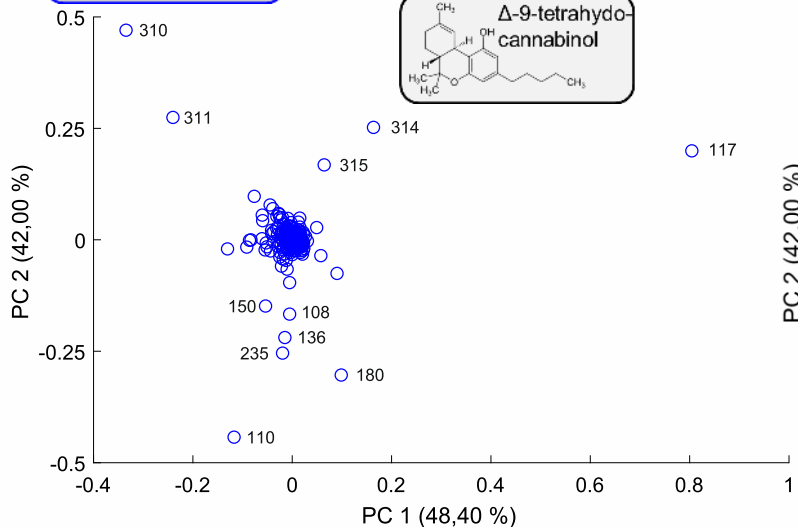 0.5
310
CH₃
Δ-9-tetrahydo-
cannabinol
OH
H
H
H₃C
O
CH₃
H₃C
CH₃
311
0.25
314
315
117
PC 2 (42,00 %)
0
150
108
136
235
-0.25
180
110
-0.5
-0.4
-0.2
0
0.2
0.4
0.6
0.8
1
PC 1 (48,40 %)
PC 2 (42,00 %)